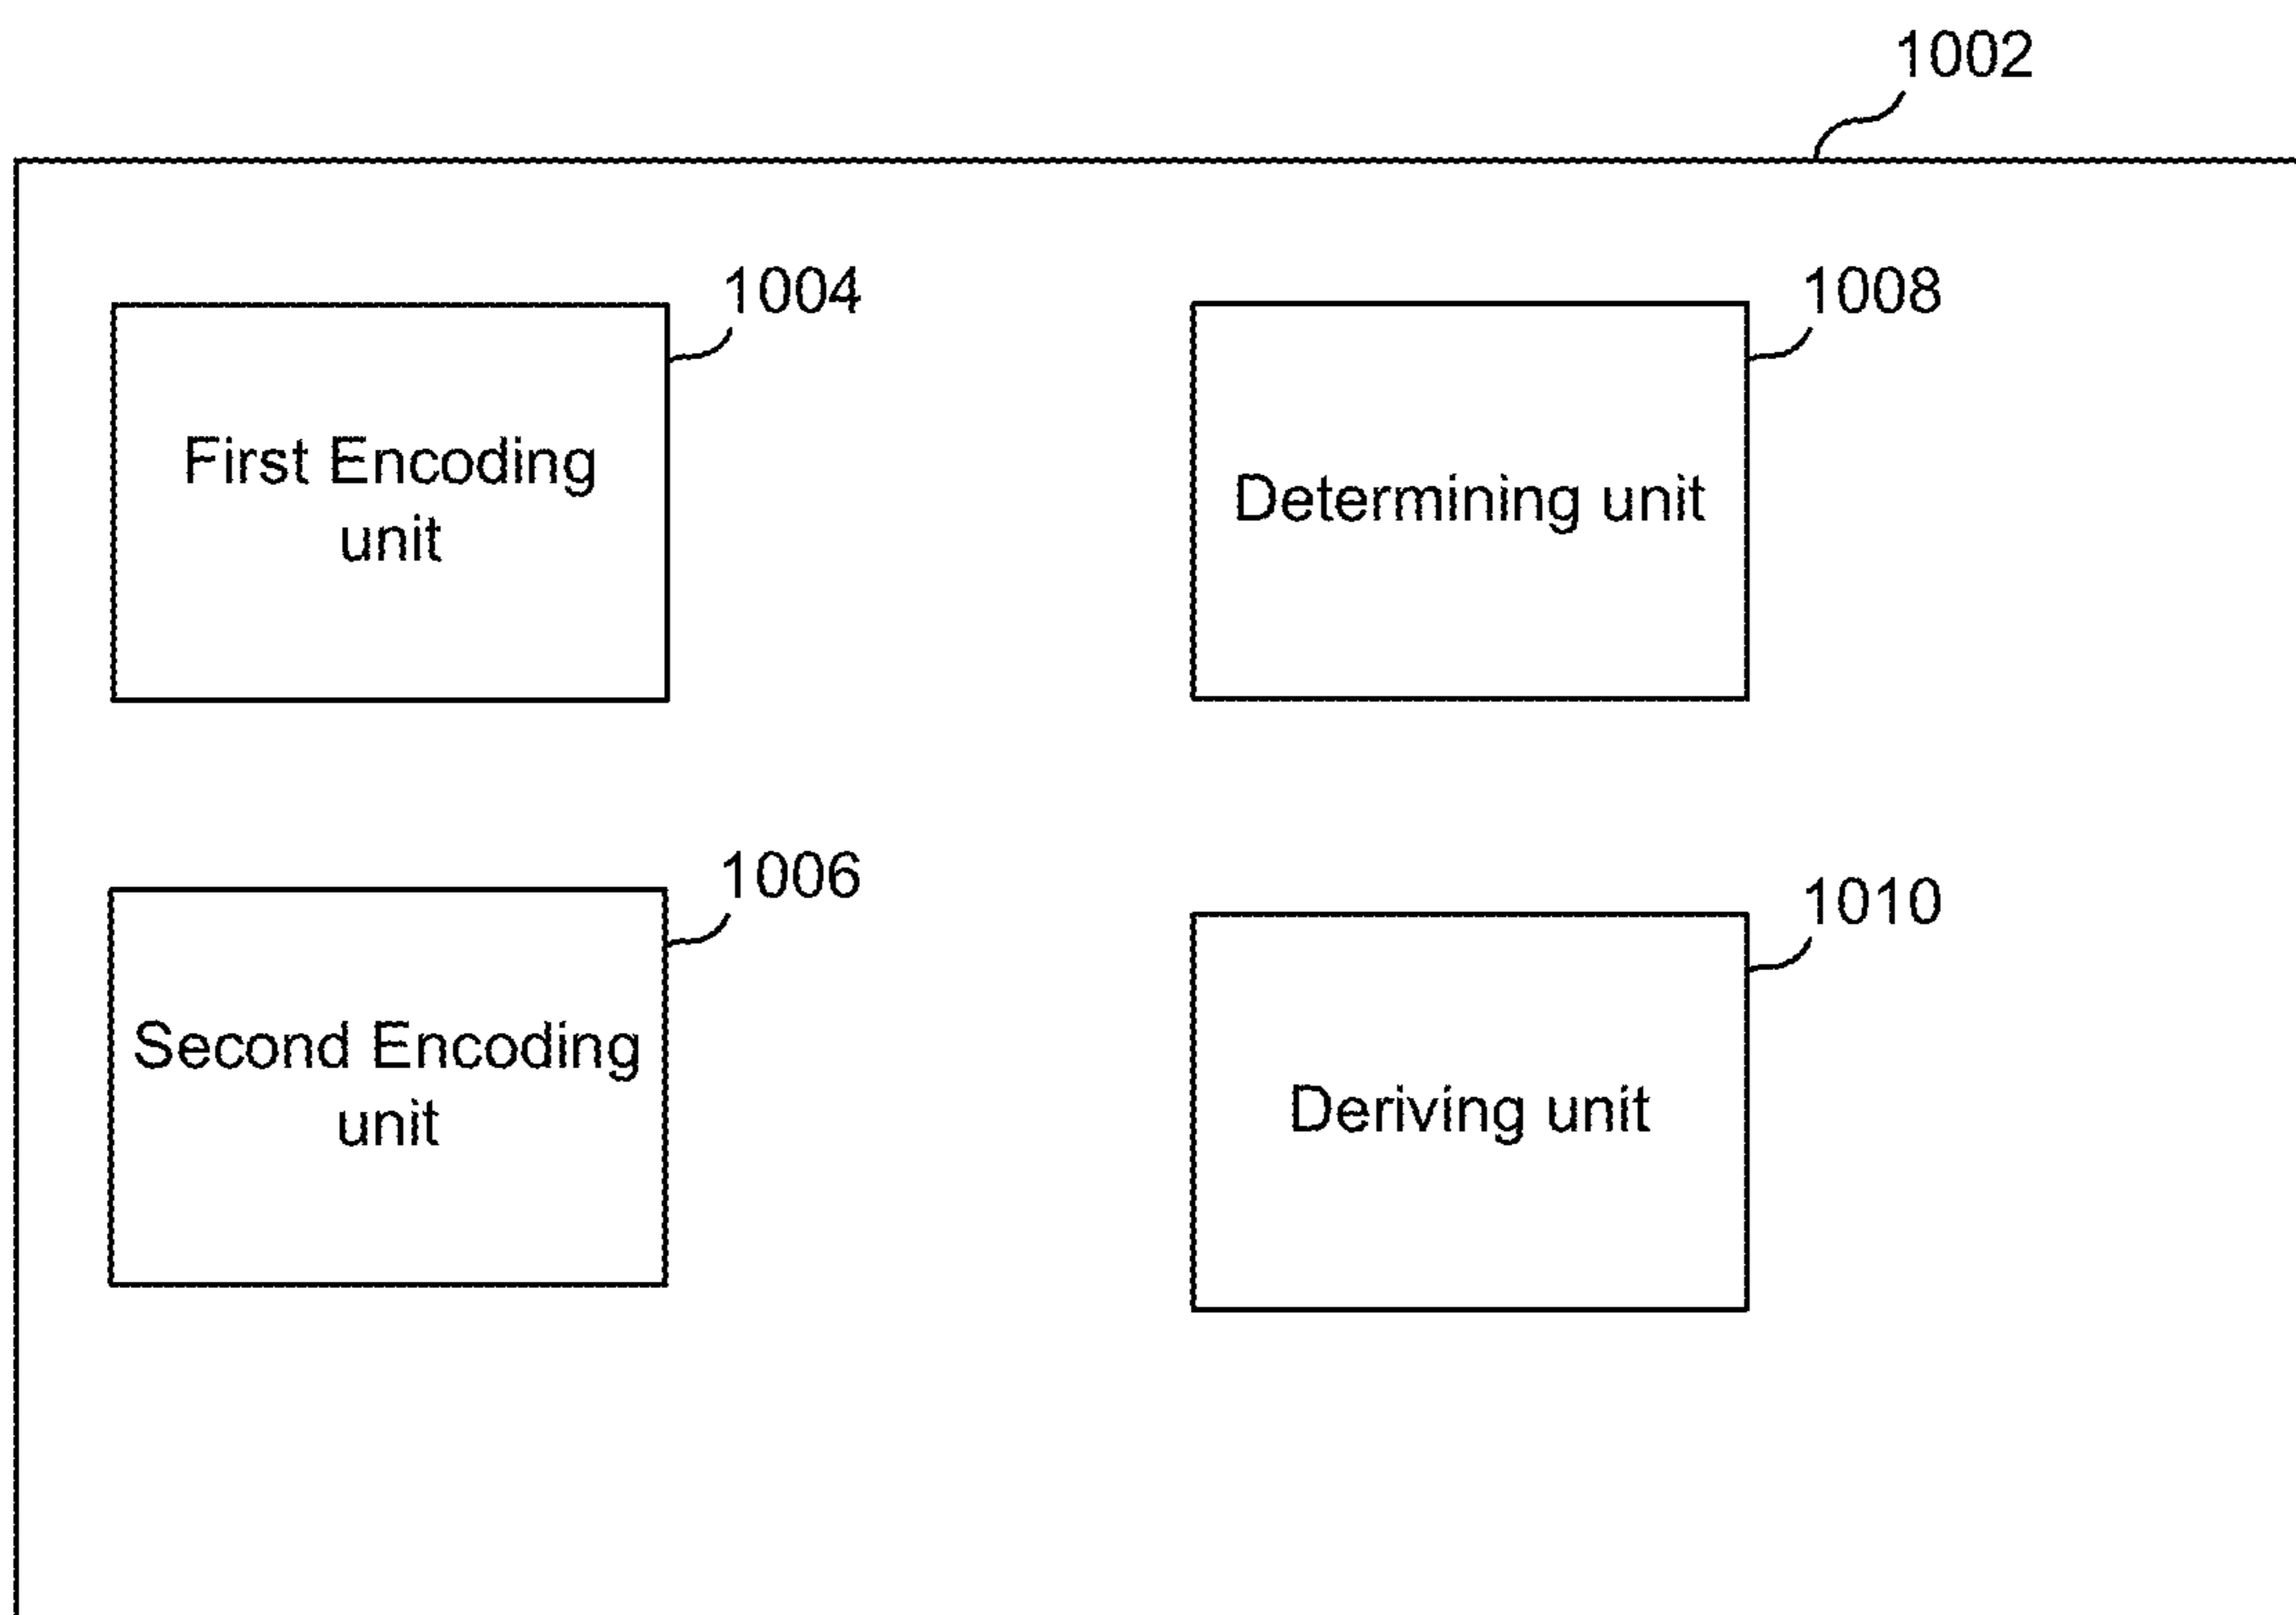 1002
1004
First Encoding
unit
1008
Determining unit
1006
Second Encoding
unit
1010
Deriving unit